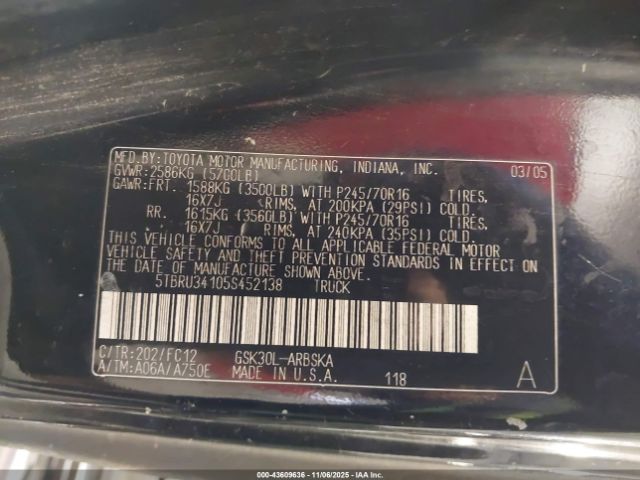 MFD.BY:TOYOTA MOTOR MANUFACTURING, INDIANA, INC. 03/05
GVWR:2586KG (5700LB)
GAWR:FRT. 1588KG (3500LB) WITH P245/70R16 TIRES,
16X7J RIMS, AT 200KPA (29PSI) COLD.
RR. 1615KG (3560LB) WITH P245/70R16 TIRES,
16X7J RIMS, AT 240KPA (35PSI) COLD.
THIS VEHICLE CONFORMS TO ALL APPLICABLE FEDERAL MOTOR
VEHICLE SAFETY AND THEFT PREVENTION STANDARDS IN EFFECT ON
THE DATE OF MANUFACTURE SHOWN ABOVE.
5TBRU34105S452138 TRUCK
C/TR:202/FC12 GSK30L-ARBSKA
A/TM:A06A/A750E MADE IN U.S.A. 118 A
000-43609636 - 11/06/2025 - IAA Inc.